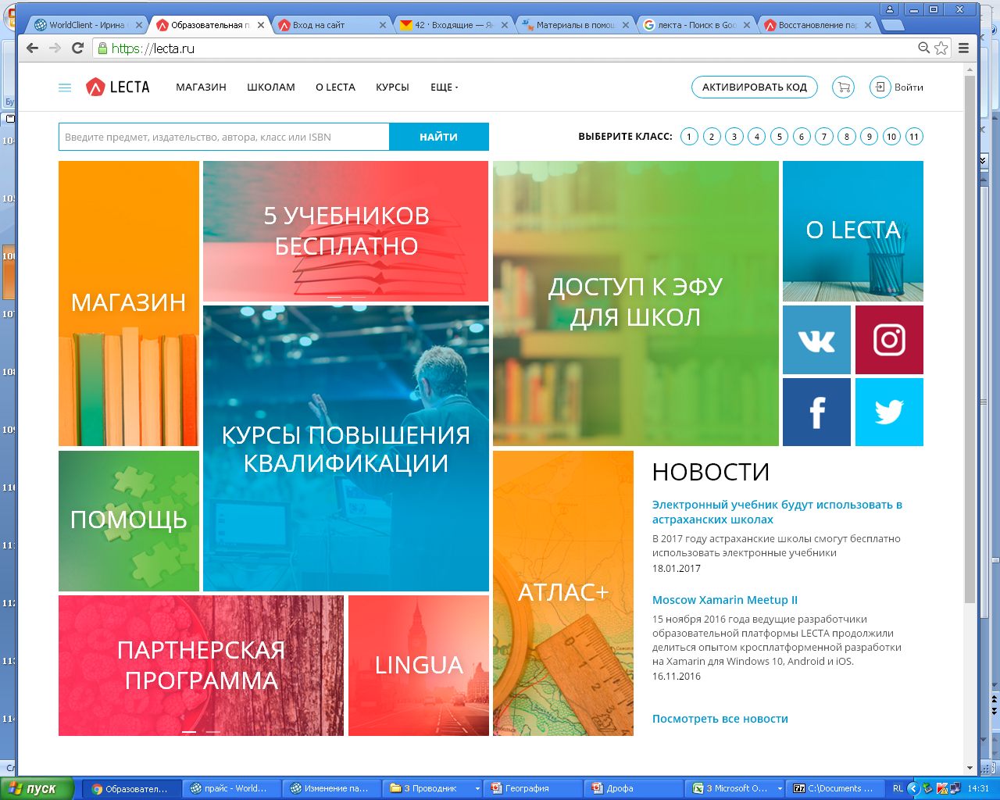 WorldClient - Ирина
Образовательная п
Вход на сайт
42 · Входящие — Ян
Материалы в помощ
лекта - Поиск в Goo
Восстановление пар
https://lecta.ru
LECTA
МАГАЗИН
ШКОЛАМ
О LECTA
КУРСЫ
ЕЩЕ
АКТИВИРОВАТЬ КОД
Войти
Введите предмет, издательство, автора, класс или ISBN
НАЙТИ
ВЫБЕРИТЕ КЛАСС:
1 2 3 4 5 6 7 8 9 10 11
МАГАЗИН
5 УЧЕБНИКОВ
БЕСПЛАТНО
ДОСТУП К ЭФУ
ДЛЯ ШКОЛ
О LECTA
КУРСЫ ПОВЫШЕНИЯ
КВАЛИФИКАЦИИ
ПОМОЩЬ
АТЛАС+
ПАРТНЕРСКАЯ
ПРОГРАММА
LINGUA
НОВОСТИ
Электронный учебник будут использовать в
астраханских школах
В 2017 году астраханские школы смогут бесплатно
использовать электронные учебники
18.01.2017
Moscow Xamarin Meetup II
15 ноября 2016 года ведущие разработчики
образовательной платформы LECTA продолжили
делиться опытом кросплатформенной разработки
на Xamarin для Windows 10, Android и iOS.
16.11.2016
Посмотреть все новости
пуск
Образовател...
прайс - World...
Изменение па...
3 Проводник
География
Дрофа
3 Microsoft O...
C:\Documents ...
RL
14:31